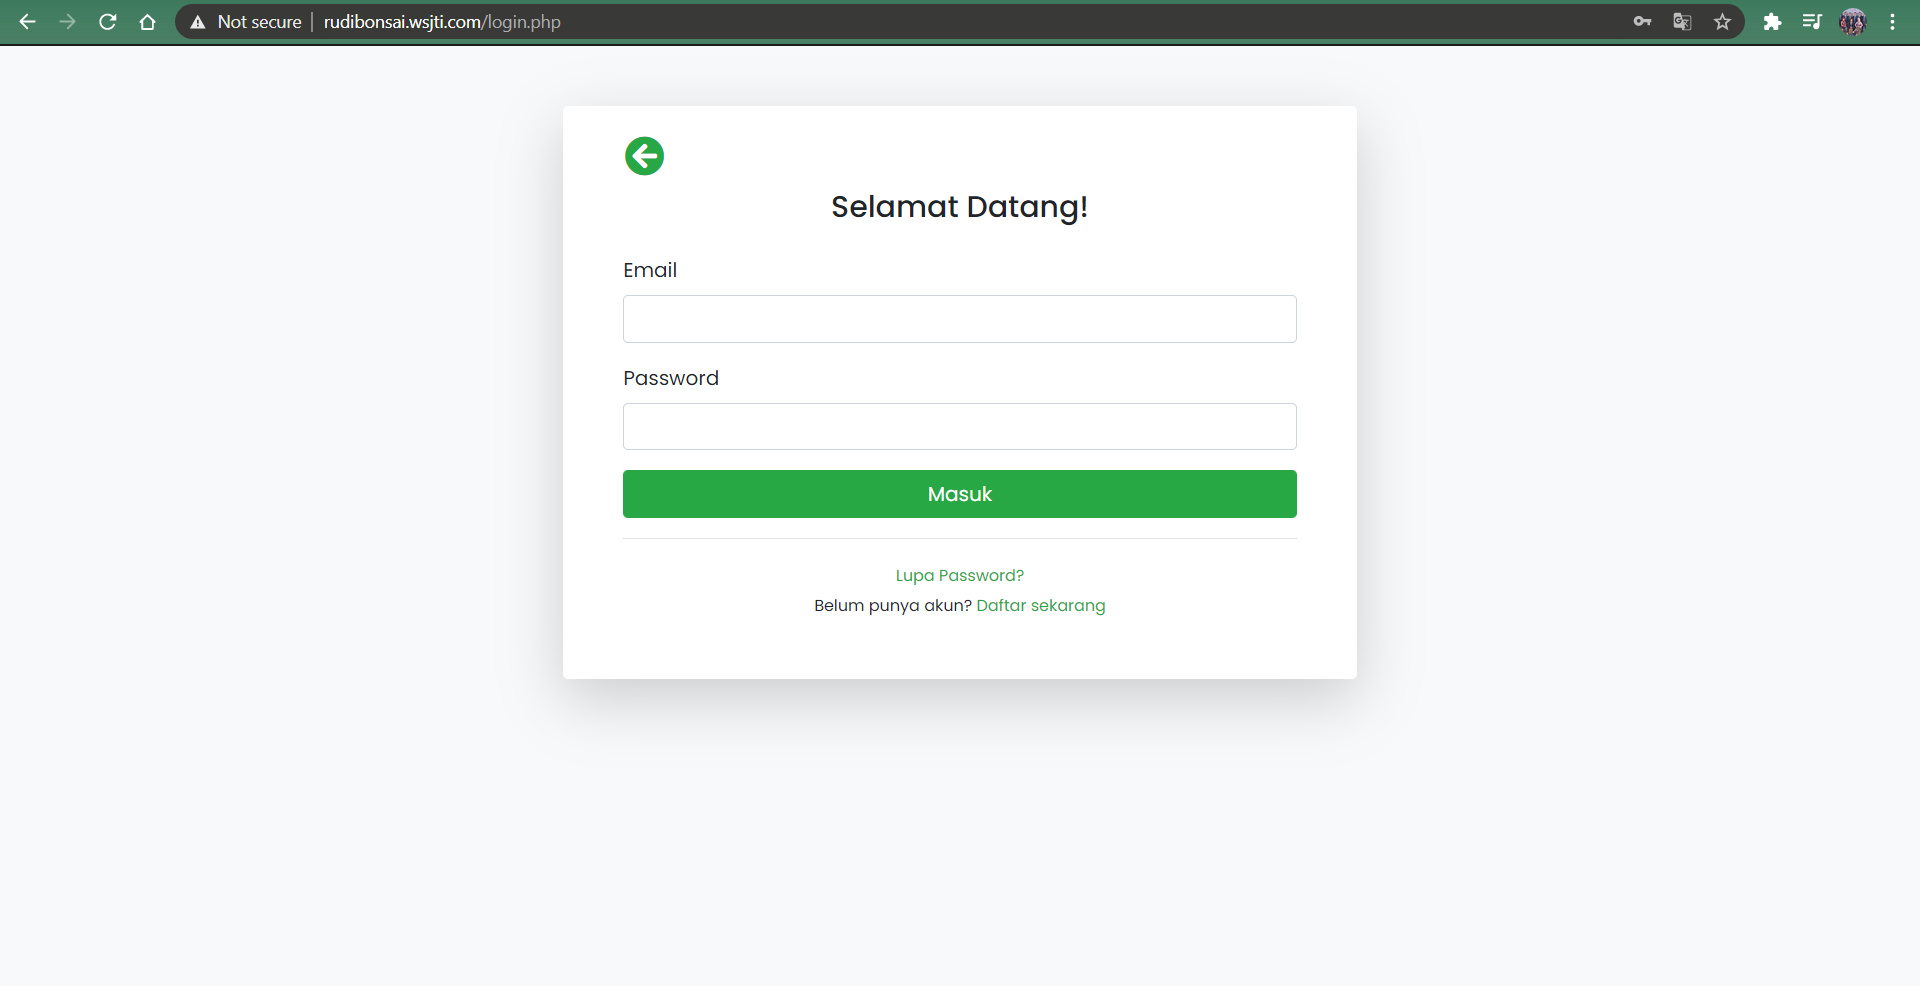 Not secure | rudibonsai.wsjti.com/login.php
Selamat Datang!
Email
Password
Masuk
Lupa Password?
Belum punya akun? Daftar sekarang